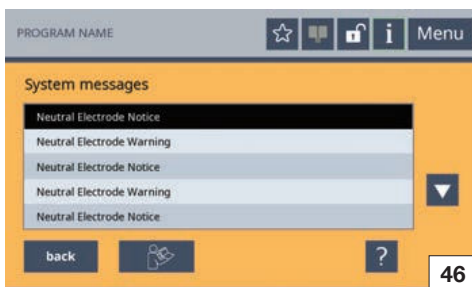 PROGRAM NAME
i
Menu
System messages
Neutral Electrode Notice
Neutral Electrode Warning
Neutral Electrode Notice
Neutral Electrode Warning
Neutral Electrode Notice
back
?
46